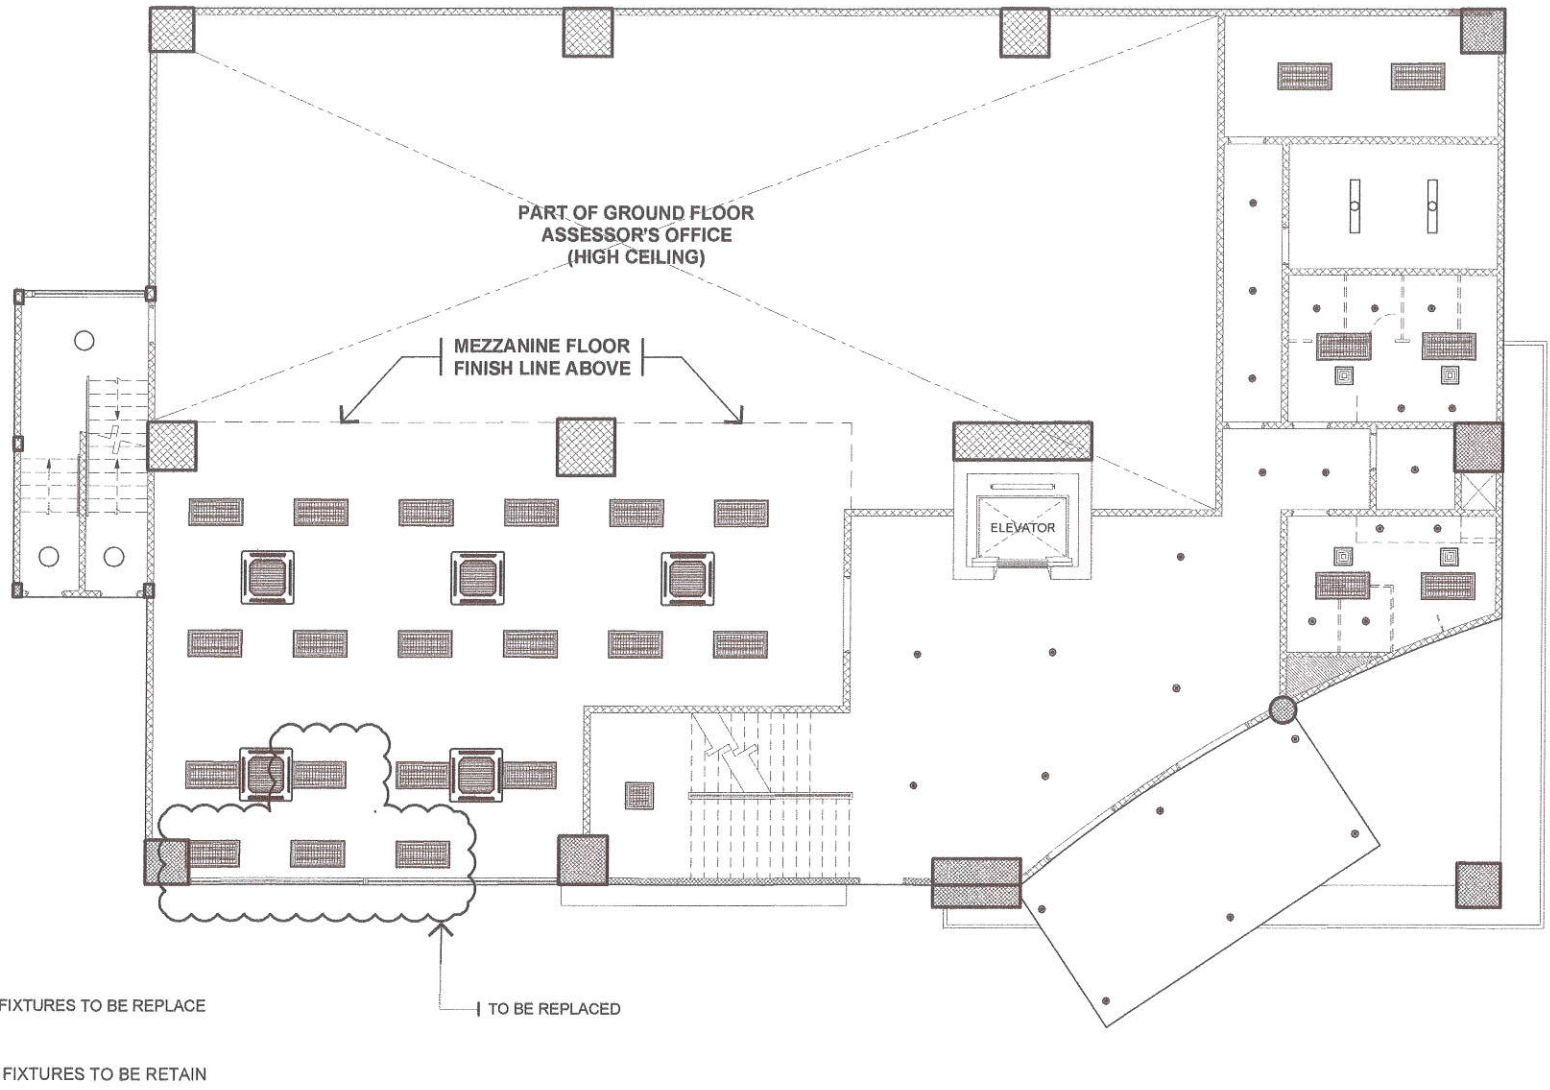 PART OF GROUND FLOOR
ASSESSOR'S OFFICE
(HIGH CEILING)
MEZZANINE FLOOR
FINISH LINE ABOVE
ELEVATOR
FIXTURES TO BE REPLACE
TO BE REPLACED
FIXTURES TO BE RETAIN